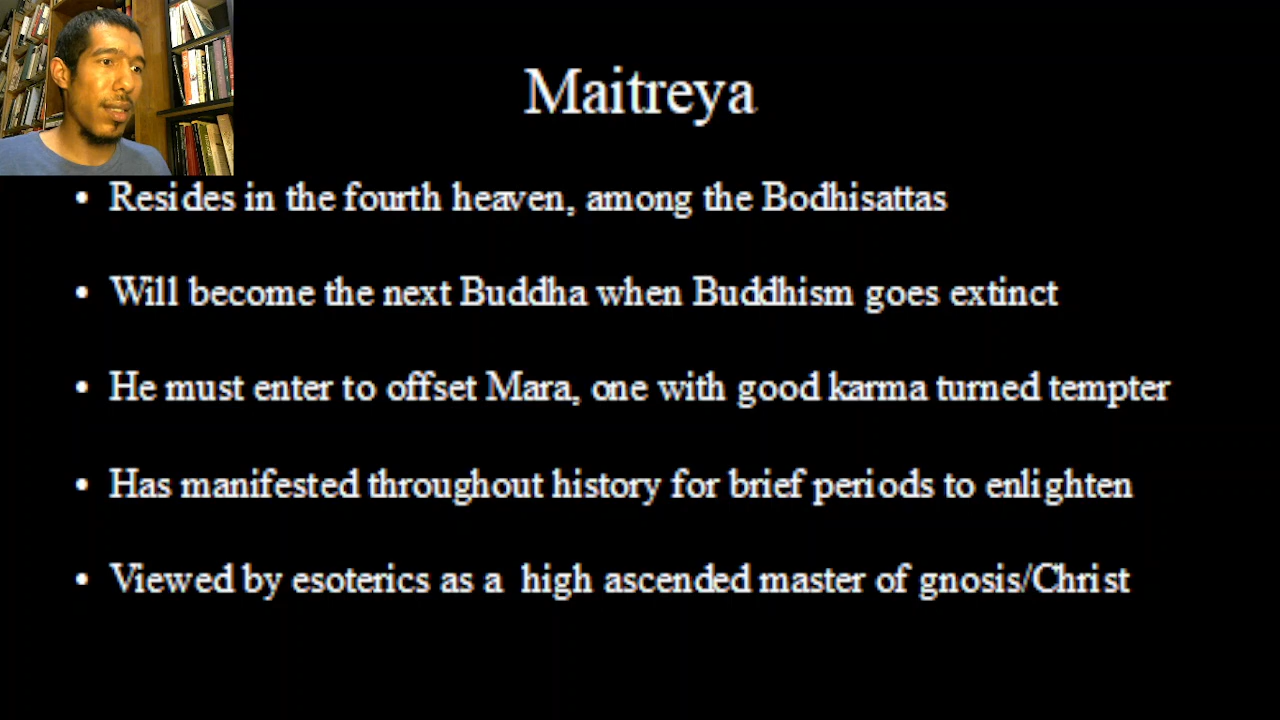 Maitreya
• Resides in the fourth heaven, among the Bodhisattas
• Will become the next Buddha when Buddhism goes extinct
• He must enter to offset Mara, one with good karma turned tempter
• Has manifested throughout history for brief periods to enlighten
• Viewed by esoterics as a high ascended master of gnosis/Christ